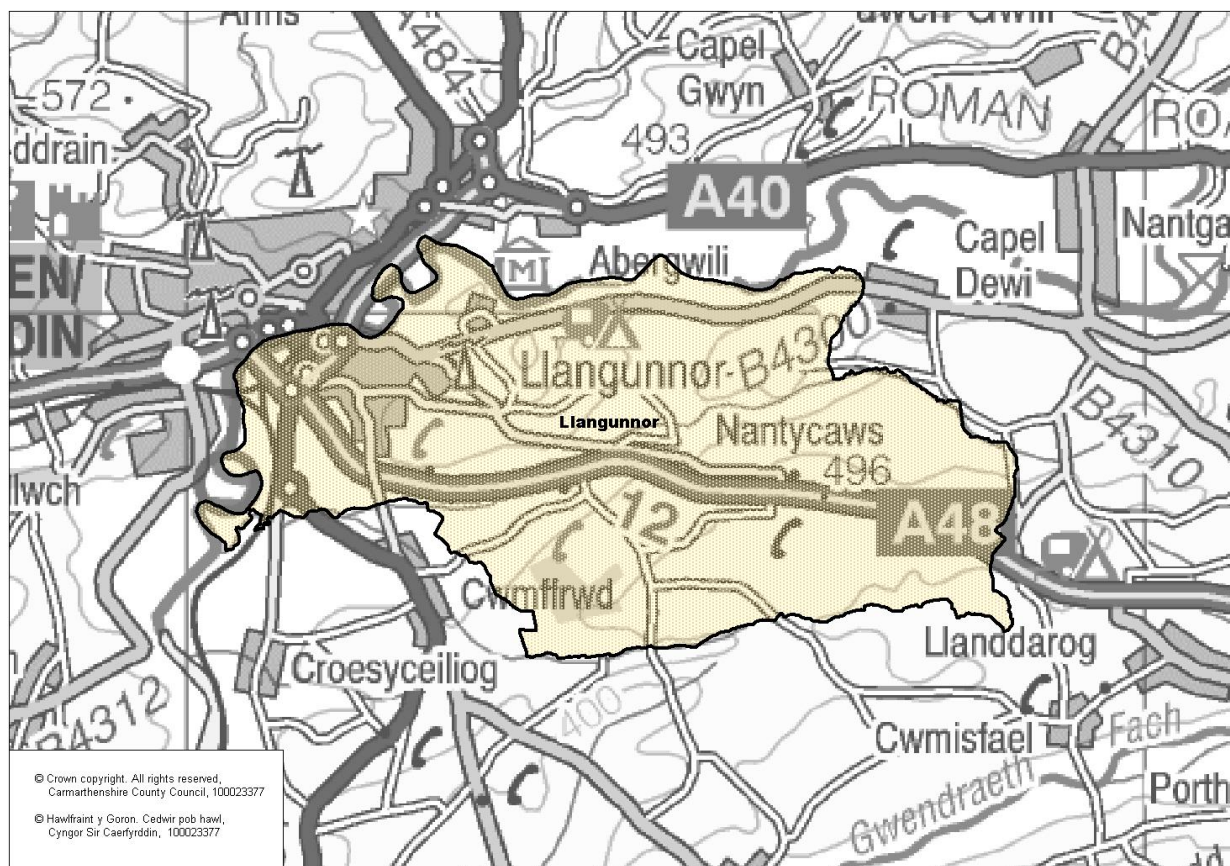 Capel
Gwyn
A484
ROMAN
572
493
ddrain
A40
Nantga
Capel
Dewi
Abergwili
M
EN/
DIN
Llangunnor
B4300
Llangunnor
Nantycaws
B4310
496
lwch
12
A48
Cwmffrwd
Llanddarog
Croesyceiliog
400
Cwmisfael
Fach
B4312
Gwendraeth
Porth
© Crown copyright. All rights reserved,
Carmarthenshire County Council, 100023377
© Hawlfraint y Goron. Cedwir pob hawl,
Cyngor Sir Caerfyrddin, 100023377